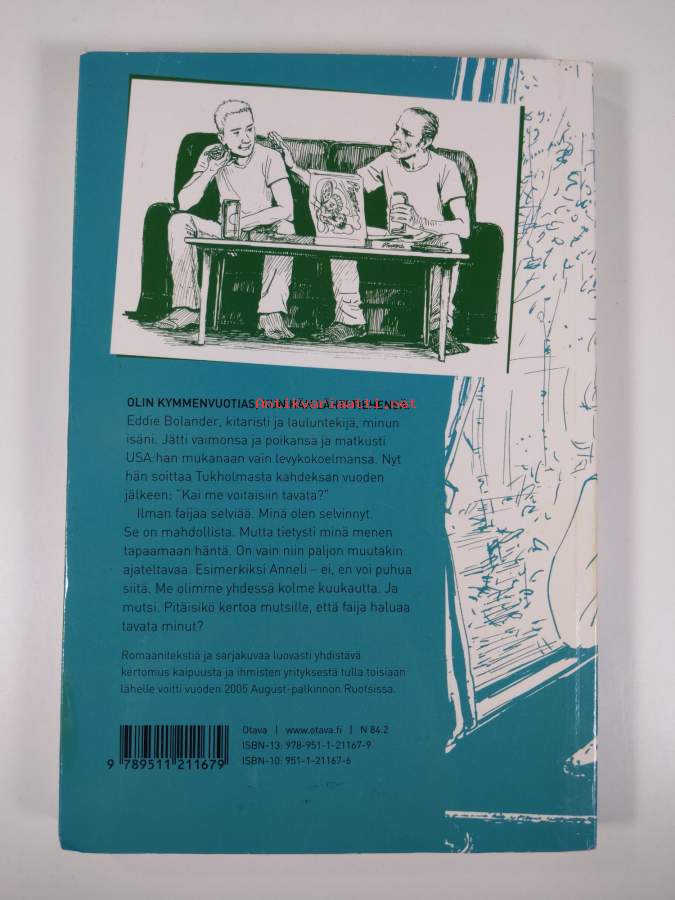 OLIN KYMMENVUOTIAS, KUN HÄN LÄHTI TIEHENSÄ.
Antikvariaatti.net
Eddie Bolander, kitaristi ja lauluntekijä, minun
isäni. Jätti vaimonsa ja poikansa ja matkusti
USA:han mukanaan vain levykokoelmansa. Nyt
hän soittaa Tukholmasta kahdeksan vuoden
jälkeen: "Kai me voitaisiin tavata?"
Ilman faijaa selviää. Minä olen selvinnyt.
Se on mahdollista. Mutta tietysti minä menen
tapaamaan häntä. On vain niin paljon muutakin
ajateltavaa. Esimerkiksi Anneli – ei, en voi puhua
siitä. Me olimme yhdessä kolme kuukautta. Ja
mutsi. Pitäisikö kertoa mutsille, että faija haluaa
tavata minut?
Romaanitekstiä ja sarjakuvaa luovasti yhdistävä
kertomus kaipuusta ja ihmisten yrityksestä tulla toisiaan
lähelle voitti vuoden 2005 August-palkinnon Ruotsissa.
Otava | www.otava.fi | N 84.2
ISBN-13: 978-951-1-21167-9
ISBN-10: 951-1-21167-6
9 789511 211679